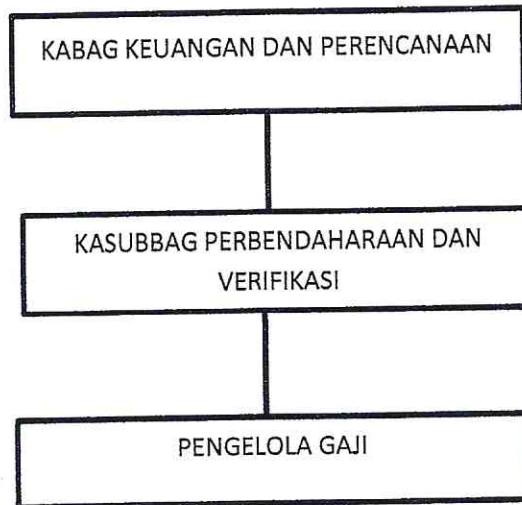 KABAG KEUANGAN DAN PERENCANAAN
KASUBBAG PERBENDAHARAAN DAN
VERIFIKASI
PENGELOLA GAJI